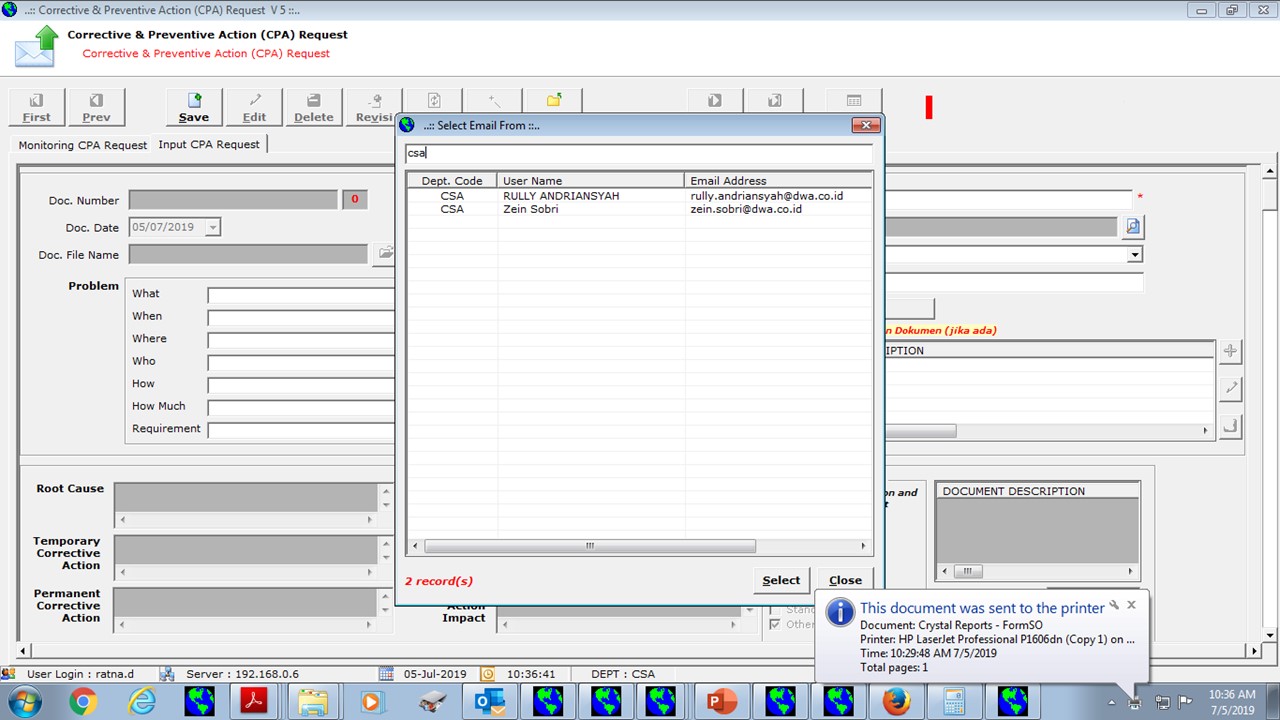 ..:: Corrective & Preventive Action (CPA) Request V 5 ::..
Corrective & Preventive Action (CPA) Request
Corrective & Preventive Action (CPA) Request
First
Prev
Save
Edit
Delete
Revisi
Monitoring CPA Request
Input CPA Request
Doc. Number
0
Doc. Date
05/07/2019
Doc. File Name
Problem
What
When
Where
Who
How
How Much
Requirement
..:: Select Email From ::..
csa
Dept. Code User Name Email Address
CSA RULLY ANDRIANSYAH rully.andriansyah@dwa.co.id
CSA Zein Sobri zein.sobri@dwa.co.id
2 record(s)
Select
Close
*
n Dokumen (jika ada)
IPTION
Root Cause
Temporary
Corrective
Action
Permanent
Corrective
Action
Action
Impact
on and
t
DOCUMENT DESCRIPTION
Stand
Other
This document was sent to the printer
Document: Crystal Reports - FormSO
Printer: HP LaserJet Professional P1606dn (Copy 1) on ...
Time: 10:29:48 AM 7/5/2019
Total pages: 1
User Login : ratna.d
Server : 192.168.0.6
05-Jul-2019
10:36:41
DEPT : CSA
10:36 AM
7/5/2019